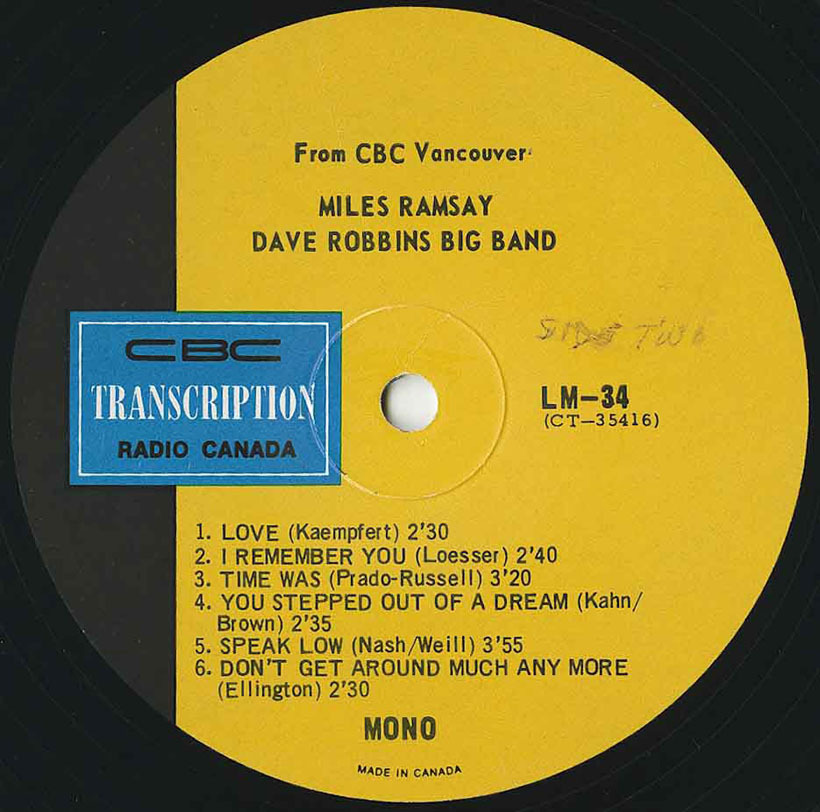 From CBC Vancouver:
MILES RAMSAY
DAVE ROBBINS BIG BAND
SIDE TWO
CBC
TRANSCRIPTION
RADIO CANADA
LM-34
(CT-35416)
1. LOVE (Kaempfert) 2'30
2. I REMEMBER YOU (Loesser) 2'40
3. TIME WAS (Prado-Russell) 3'20
4. YOU STEPPED OUT OF A DREAM (Kahn/
Brown) 2'35
5. SPEAK LOW (Nash/Weill) 3'55
6. DON'T GET AROUND MUCH ANY MORE
(Ellington) 2'30
MONO
MADE IN CANADA